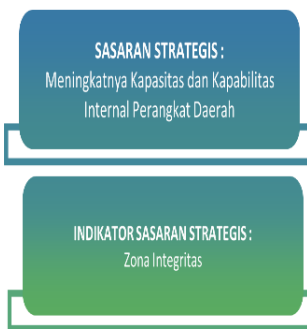 SASARAN STRATEGIS :
Meningkatnya Kapasitas dan Kapabilitas
Internal Perangkat Daerah
INDIKATOR SASARAN STRATEGIS :
Zona Integritas